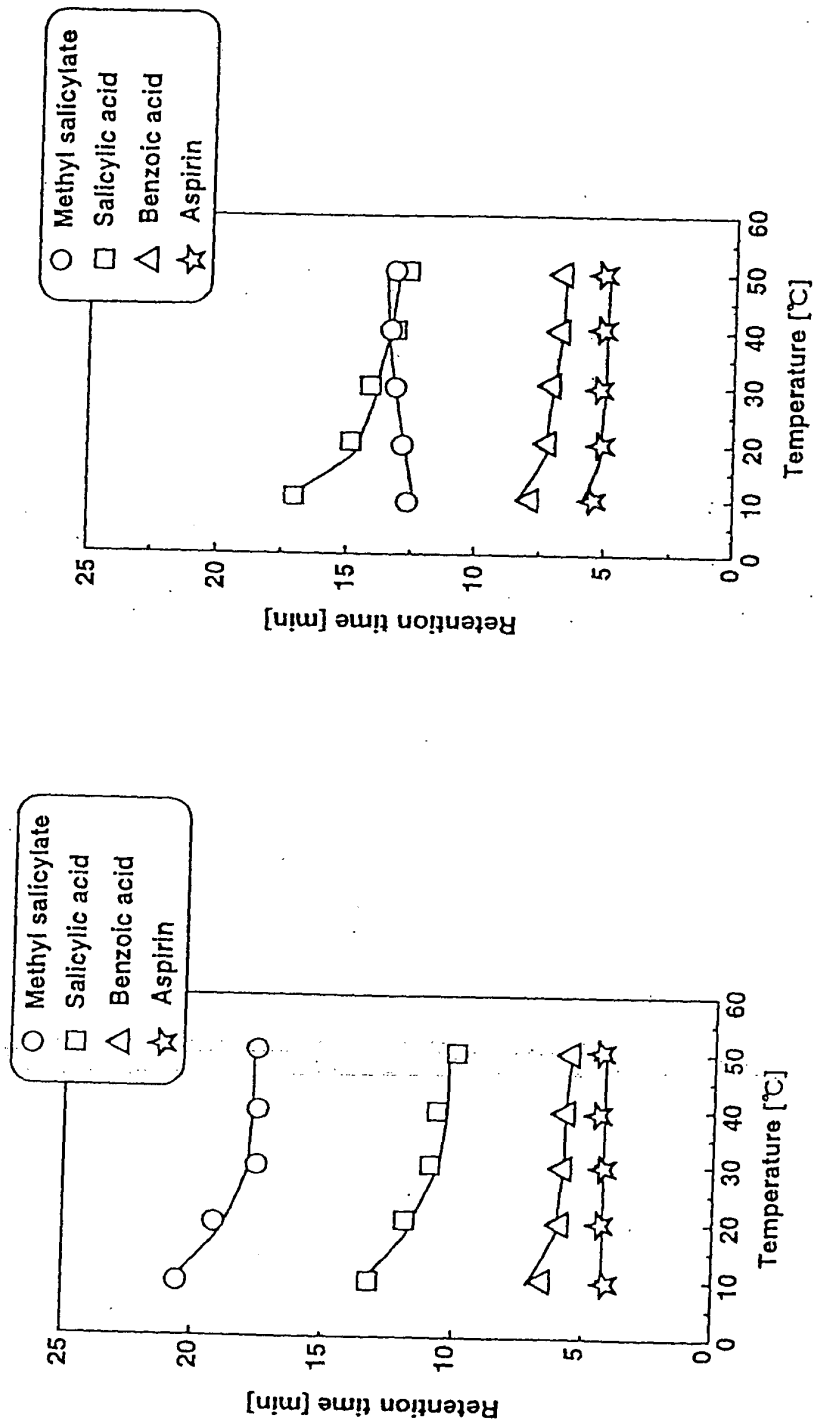 Methyl salicylate
Salicylic acid
Benzoic acid
Aspirin
25
20
15
10
5
0
Retention time [min]
0
10
20
30
40
50
60
Temperature [℃]
Methyl salicylate
Salicylic acid
Benzoic acid
Aspirin
25
20
15
10
5
0
Retention time [min]
0
10
20
30
40
50
60
Temperature [℃]